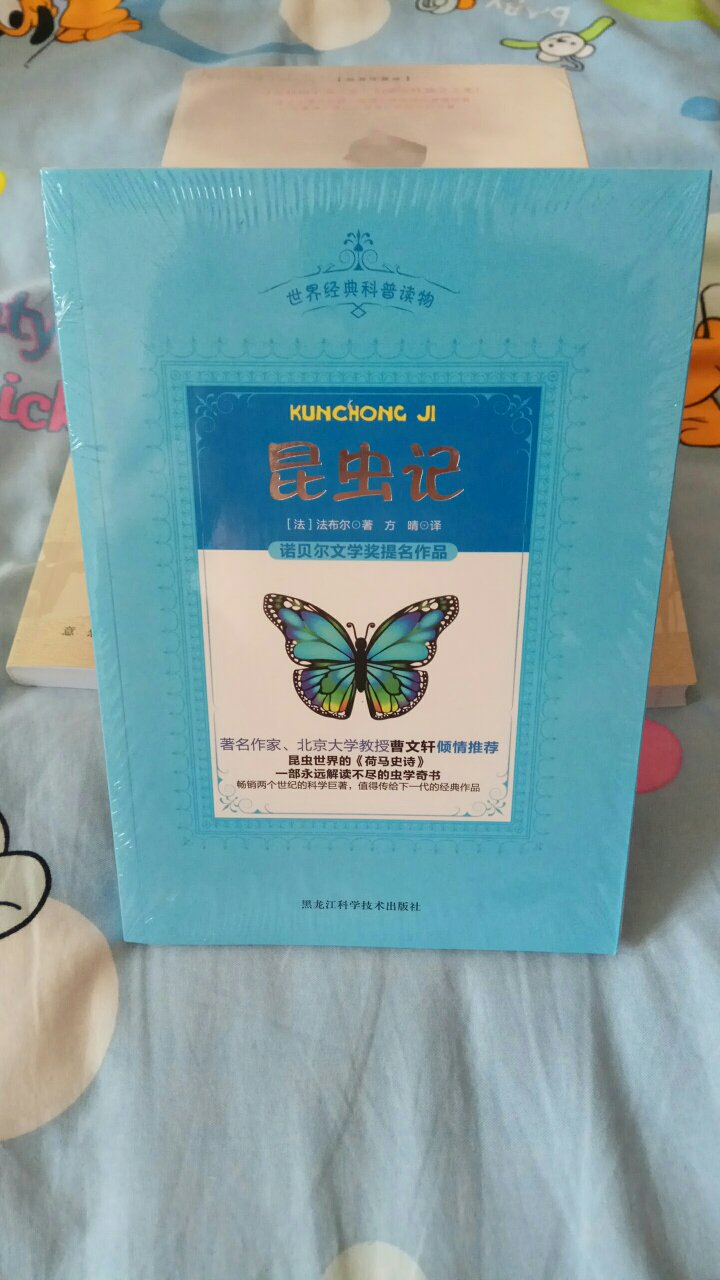 世界经典科普读物
KUNCHONG JI
昆虫记
[法]法布尔⊙著 方 晴⊙译
诺贝尔文学奖提名作品
著名作家、北京大学教授曹文轩倾情推荐
昆虫世界的《荷马史诗》
一部永远解读不尽的虫学奇书
畅销两个世纪的科学巨著，值得传给下一代的经典作品
黑龙江科学技术出版社